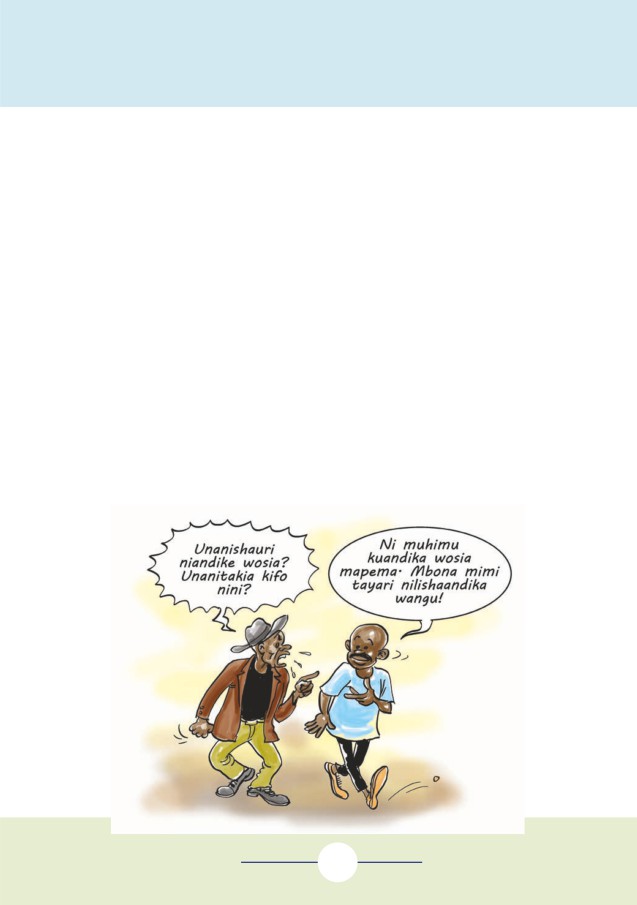 Unanishauri
niandike wosia?
Unanitakia kifo
nini?
Ni muhimu
kuandika wosia
mapema. Mbona mimi
tayari nilishaandika
wangu!